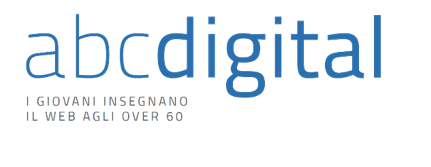 abcdigital
I GIOVANI INSEGNANO
IL WEB AGLI OVER 60